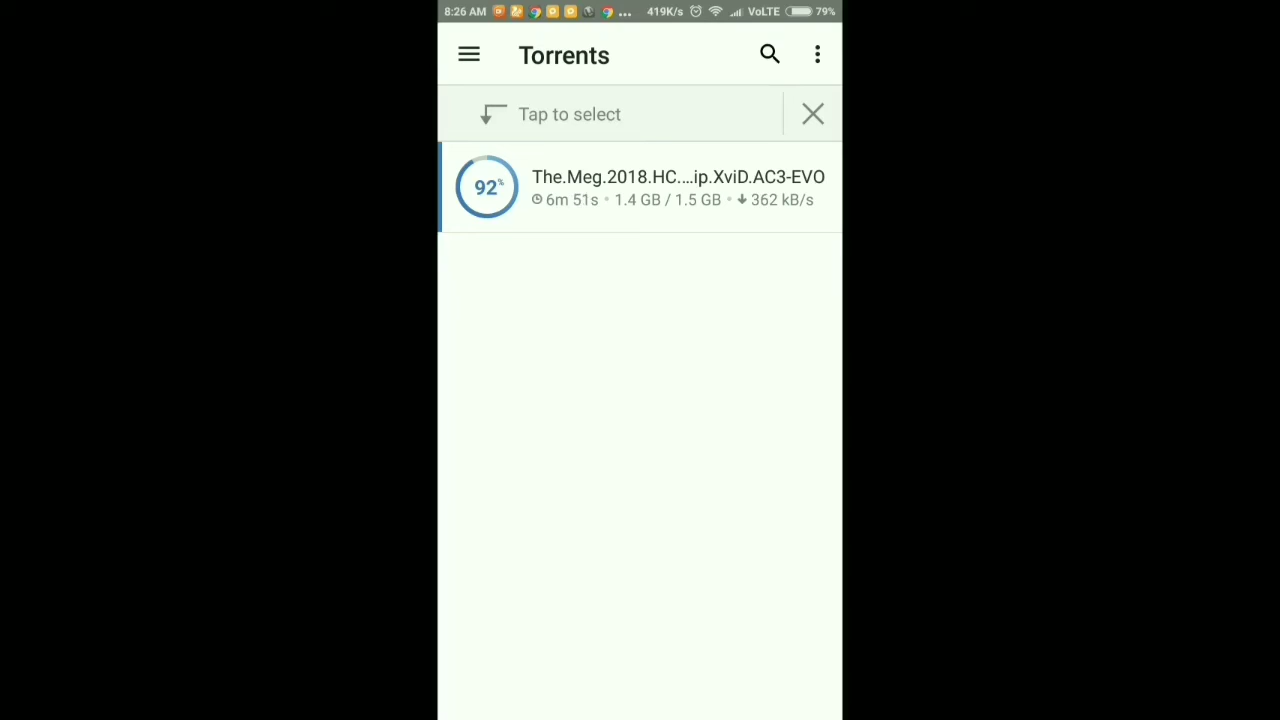 8:26 AM ... 419K/s VoLTE 79%
Torrents
Tap to select
92% The.Meg.2018.HC....ip.XviD.AC3-EVO
6m 51s • 1.4 GB / 1.5 GB • 362 kB/s